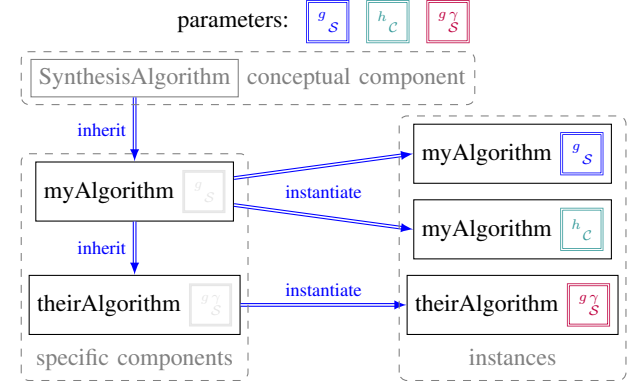 parameters: g S h C g γ S
SynthesisAlgorithm conceptual component
inherit
myAlgorithm g S
myAlgorithm g S
instantiate
myAlgorithm h C
inherit
theirAlgorithm g γ S
instantiate
theirAlgorithm g γ S
specific components
instances